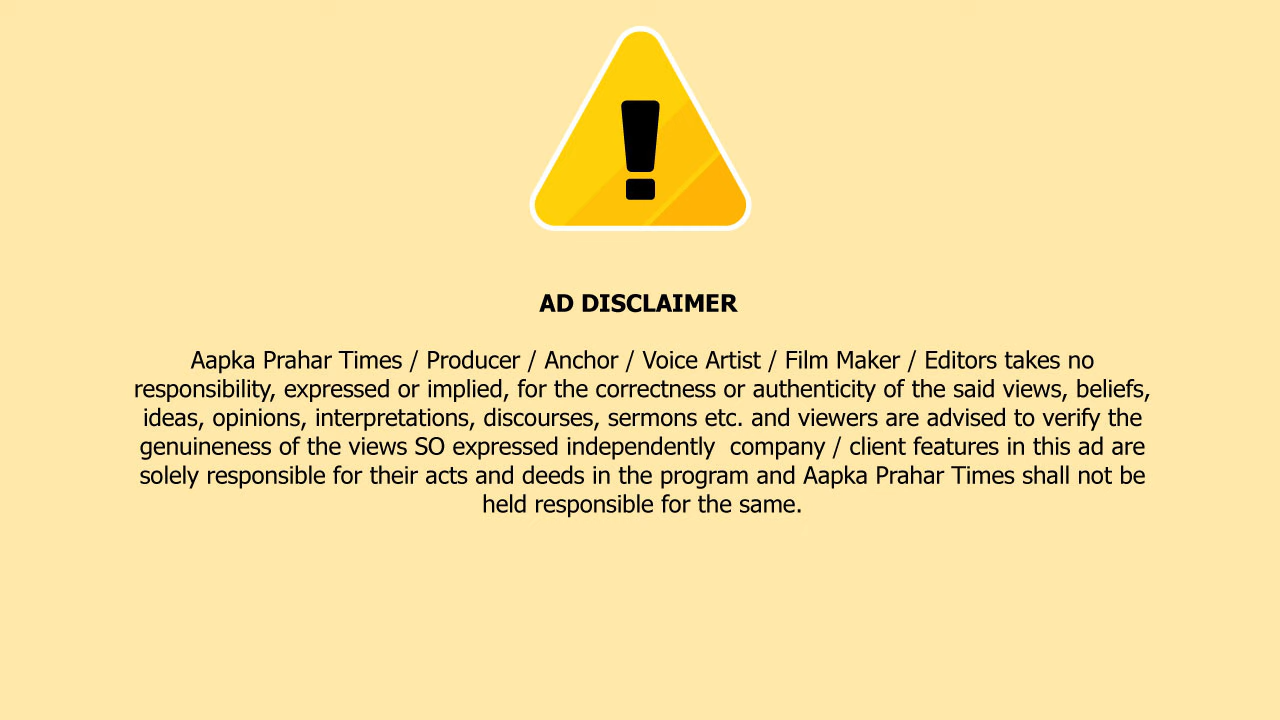 AD DISCLAIMER
Aapka Prahar Times / Producer / Anchor / Voice Artist / Film Maker / Editors takes no
responsibility, expressed or implied, for the correctness or authenticity of the said views, beliefs,
ideas, opinions, interpretations, discourses, sermons etc. and viewers are advised to verify the
genuineness of the views SO expressed independently  company / client features in this ad are
solely responsible for their acts and deeds in the program and Aapka Prahar Times shall not be
held responsible for the same.